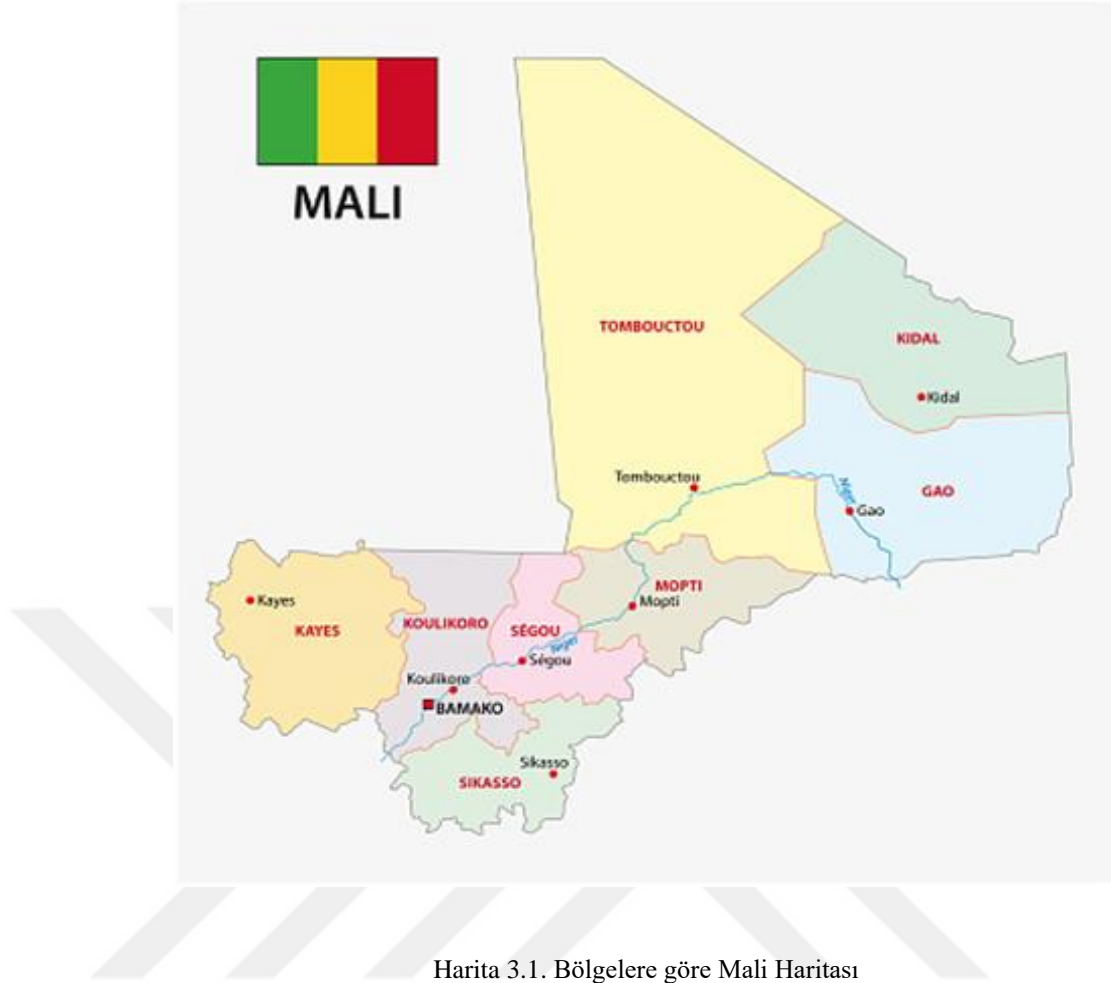 MALI
TOMBOUCTOU
KIDAL
Kidal
Tombouctou
GAO
Niger
Gao
MOPTI
Mopti
Kayes
KAYES
KOULIKORO
SÉGOU
Niger
Ségou
Koulikoro
BAMAKO
Sikasso
SIKASSO
Harita 3.1. Bölgelere göre Mali Haritası